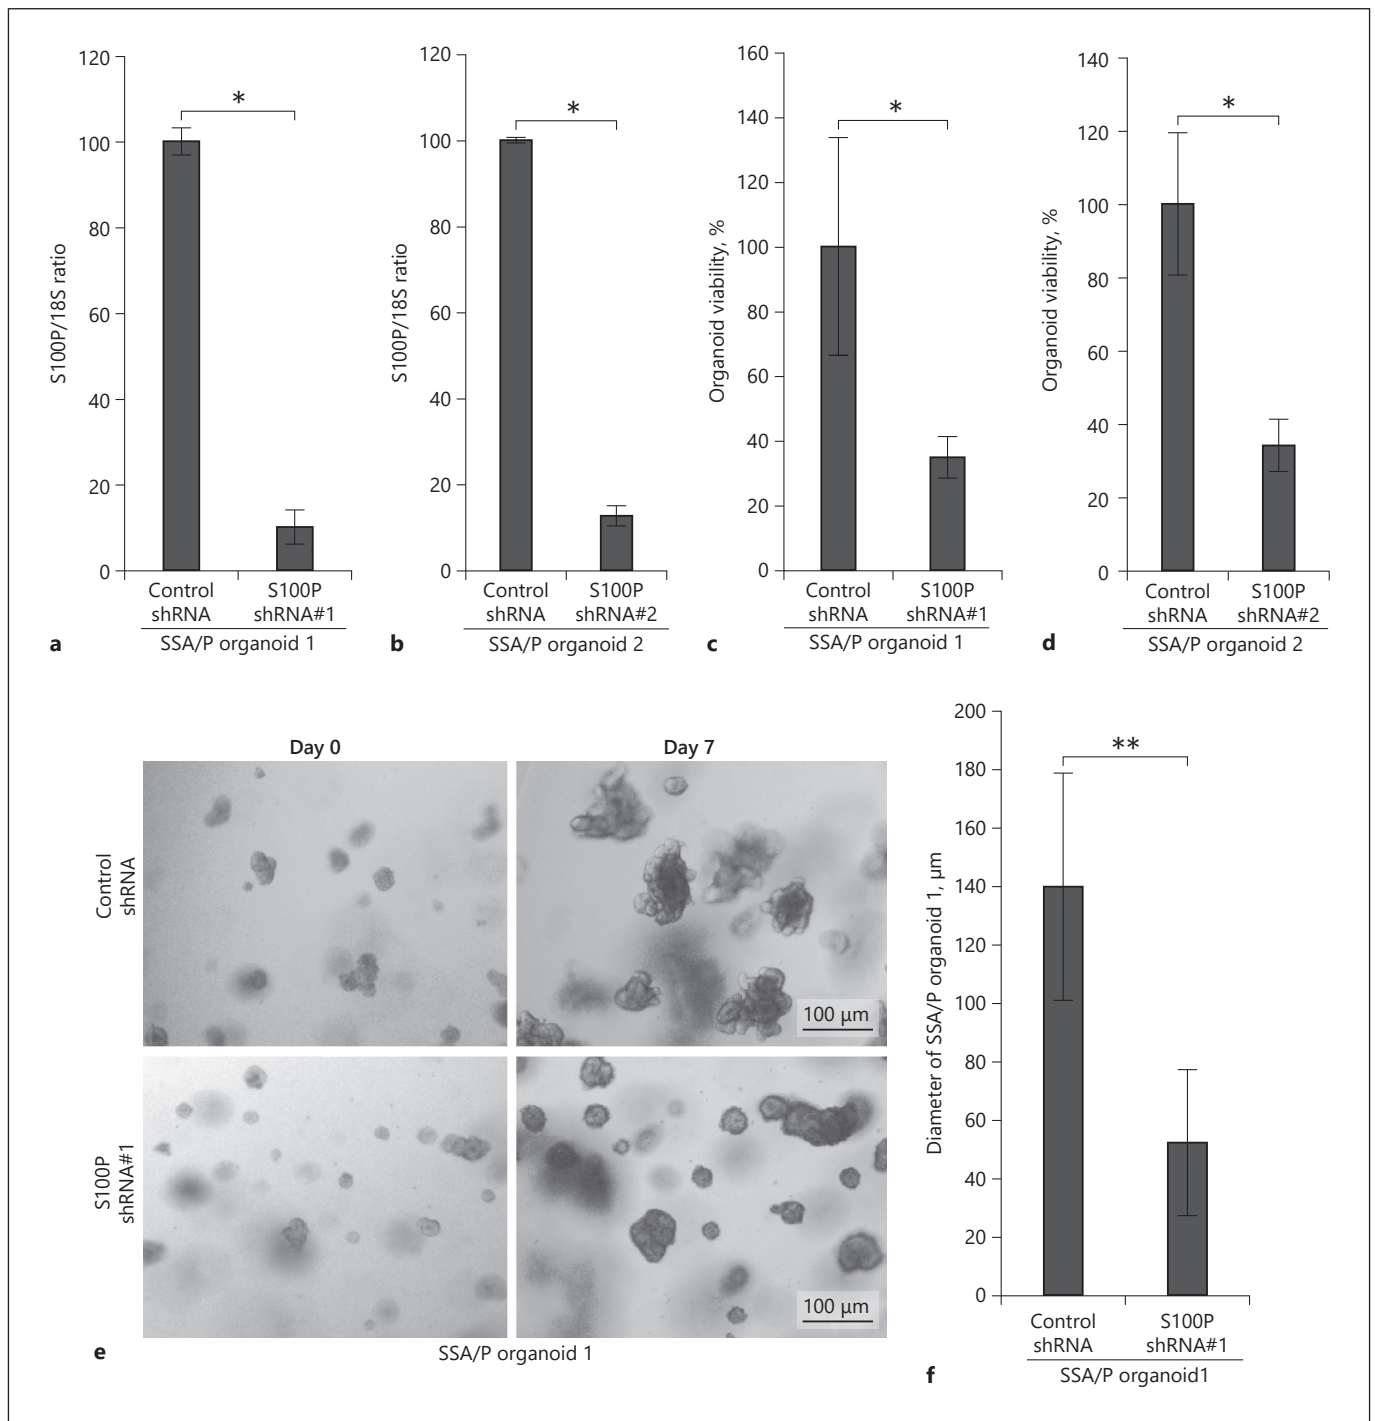 120
100
80
60
40
20
0
S100P/18S ratio
*
Control
shRNA
S100P
shRNA#1
SSA/P organoid 1
a
120
100
80
60
40
20
0
S100P/18S ratio
*
Control
shRNA
S100P
shRNA#2
SSA/P organoid 2
b
160
140
120
100
80
60
40
20
0
Organoid viability, %
*
Control
shRNA
S100P
shRNA#1
SSA/P organoid 1
c
140
120
100
80
60
40
20
0
Organoid viability, %
*
Control
shRNA
S100P
shRNA#2
SSA/P organoid 2
d
Day 0
Day 7
Control
shRNA
100 µm
S100P
shRNA#1
100 µm
SSA/P organoid 1
e
200
180
160
140
120
100
80
60
40
20
0
Diameter of SSA/P organoid 1, µm
**
Control
shRNA
S100P
shRNA#1
SSA/P organoid1
f